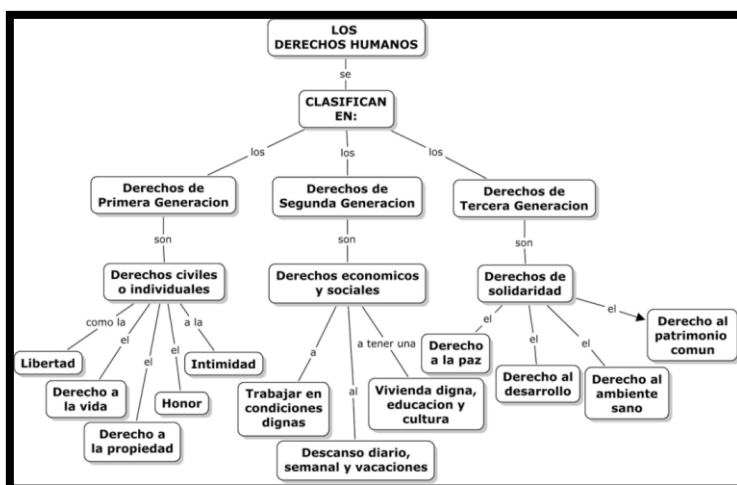 LOS
DERECHOS HUMANOS
se
CLASIFICAN
EN:
los
los
los
Derechos de
Primera Generacion
Derechos de
Segunda Generacion
Derechos de
Tercera Generacion
son
son
son
Derechos civiles
o individuales
Derechos economicos
y sociales
Derechos de
solidaridad
como la
el
el
el
a la
Libertad
Derecho a
la vida
Derecho a
la propiedad
Honor
Intimidad
a
al
a tener una
Trabajar en
condiciones
dignas
Descanso diario,
semanal y vacaciones
Vivienda digna,
educacion y
cultura
el
el
el
el
Derecho
a la paz
Derecho al
desarrollo
Derecho al
ambiente
sano
Derecho al
patrimonio
comun